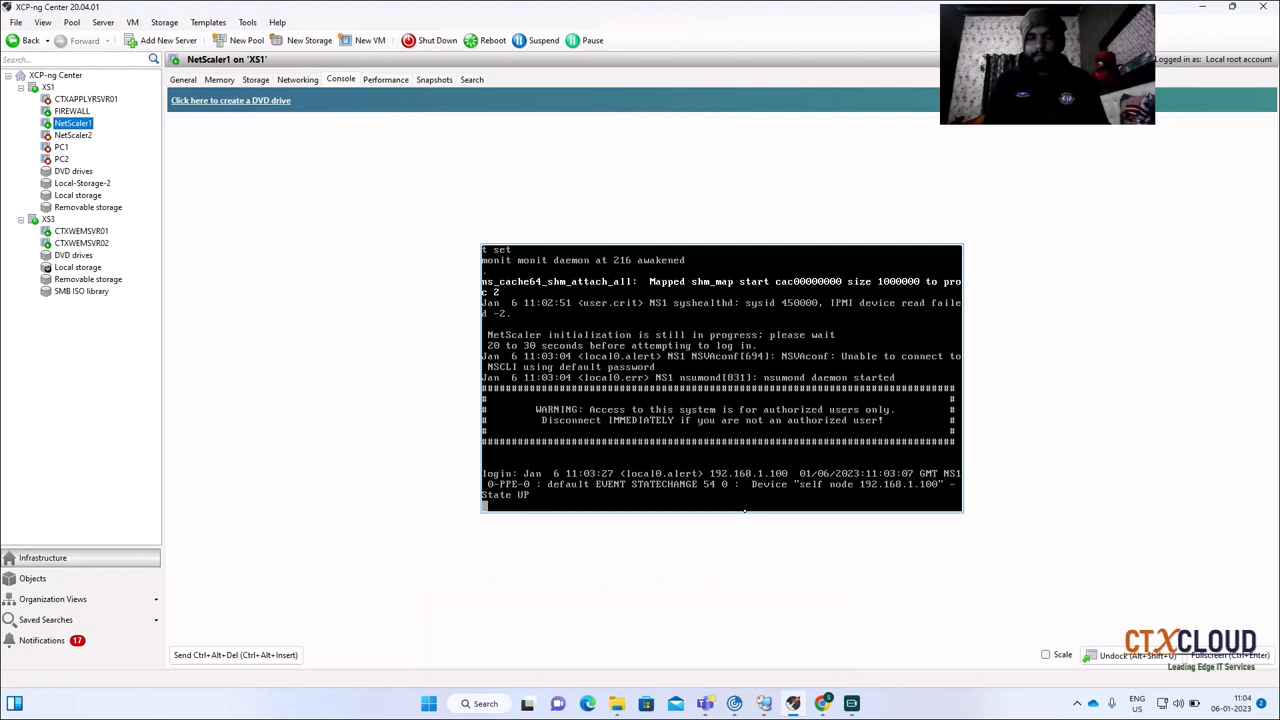 XCP-ng Center 20.04.01
File View Pool Server VM Storage Templates Tools Help
Back Forward Add New Server New Pool New Storage New VM Shut Down Reboot Suspend Pause
Search... NetScaler1 on 'XS1' Logged in as: Local root account
General Memory Storage Networking Console Performance Snapshots Search
Click here to create a DVD drive
XCP-ng Center
XS1
CTXAPPLYRSVR01
FIREWALL
NetScaler1
NetScaler2
PC1
PC2
DVD drives
Local-Storage-2
Local storage
Removable storage
XS3
CTXWEMSVR01
CTXWEMSVR02
DVD drives
Local storage
Removable storage
SMB ISO library
t set
monit monit daemon at 216 awakened
.
ns_cache64_shm_attach_all:  Mapped shm_map start cac00000000 size 1000000 to pro
c 2
Jan  6 11:02:51 <user.crit> NS1 syshealthd: sysid 450000, IPMI device read faile
d -2.
NetScaler initialization is still in progress; please wait
20 to 30 seconds before attempting to log in.
Jan  6 11:03:04 <local0.alert> NS1 NSVAconf[694]: NSVAconf: Unable to connect to
NSCLI using default password
Jan  6 11:03:04 <local0.err> NS1 nsumond[831]: nsumond daemon started
###############################################################################
#                                                                             #
#        WARNING: Access to this system is for authorized users only.         #
#         Disconnect IMMEDIATELY if you are not an authorized user!           #
#                                                                             #
###############################################################################
login: Jan  6 11:03:27 <local0.alert> 192.168.1.100  01/06/2023:11:03:07 GMT NS1
0-PPE-0 : default EVENT STATECHANGE 54 0 :  Device "self node 192.168.1.100" -
State UP
Infrastructure
Objects
Organization Views
Saved Searches
Notifications 17
Send Ctrl+Alt+Del (Ctrl+Alt+Insert) Scale Undock (Alt+Shift+U) Fullscreen (Ctrl+Enter)
CTXCLOUD
Leading Edge IT Services
Search
ENG
US
11:04
06-01-2023